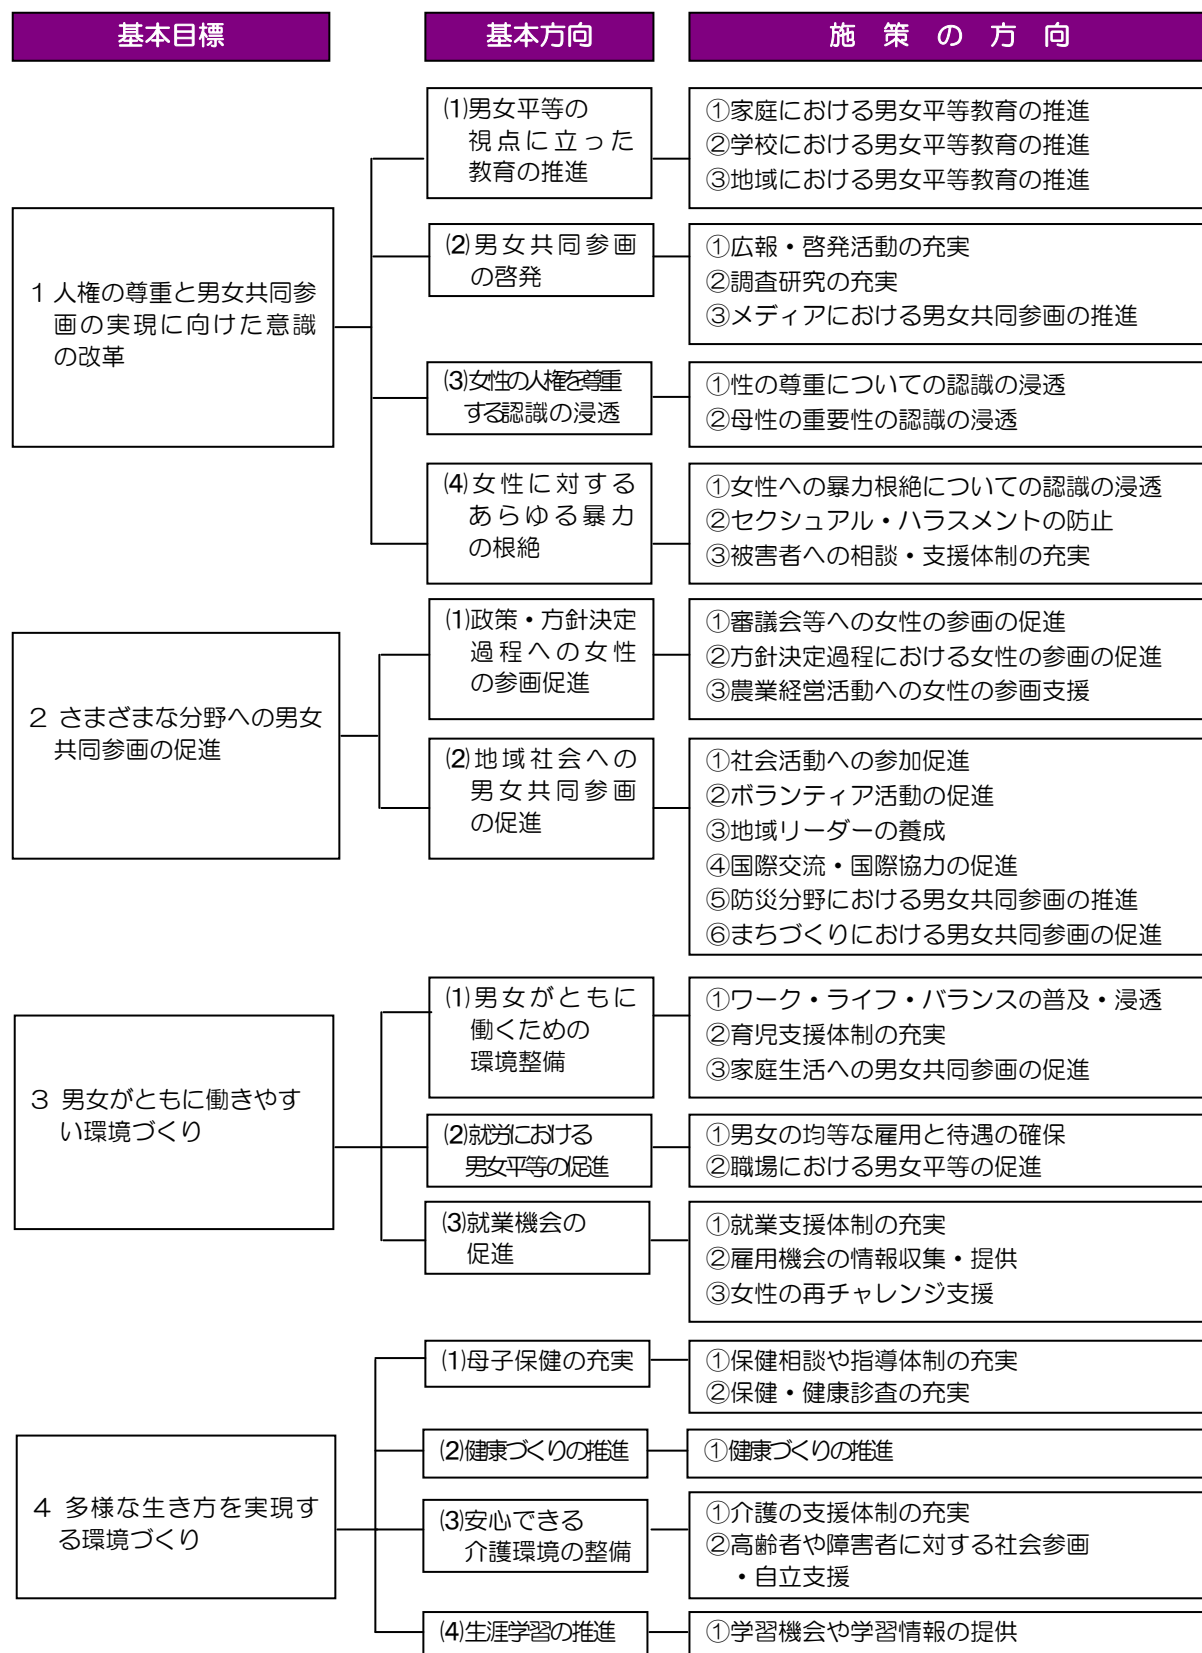 基本目標
基本方向
施策の方向
1 人権の尊重と男女共同参
画の実現に向けた意識
の改革
(1)男女平等の
視点に立った
教育の推進
①家庭における男女平等教育の推進
②学校における男女平等教育の推進
③地域における男女平等教育の推進
(2)男女共同参画
の啓発
①広報・啓発活動の充実
②調査研究の充実
③メディアにおける男女共同参画の推進
(3)女性の人権を尊重
する認識の浸透
①性の尊重についての認識の浸透
②母性の重要性の認識の浸透
(4)女性に対する
あらゆる暴力
の根絶
①女性への暴力根絶についての認識の浸透
②セクシュアル・ハラスメントの防止
③被害者への相談・支援体制の充実
2 さまざまな分野への男女
共同参画の促進
(1)政策・方針決定
過程への女性
の参画促進
①審議会等への女性の参画の促進
②方針決定過程における女性の参画の促進
③農業経営活動への女性の参画支援
(2)地域社会への
男女共同参画
の促進
①社会活動への参加促進
②ボランティア活動の促進
③地域リーダーの養成
④国際交流・国際協力の促進
⑤防災分野における男女共同参画の推進
⑥まちづくりにおける男女共同参画の促進
3 男女がともに働きやす
い環境づくり
(1)男女がともに
働くための
環境整備
①ワーク・ライフ・バランスの普及・浸透
②育児支援体制の充実
③家庭生活への男女共同参画の促進
(2)就労における
男女平等の促進
①男女の均等な雇用と待遇の確保
②職場における男女平等の促進
(3)就業機会の
促進
①就業支援体制の充実
②雇用機会の情報収集・提供
③女性の再チャレンジ支援
4 多様な生き方を実現す
る環境づくり
(1)母子保健の充実
①保健相談や指導体制の充実
②保健・健康診査の充実
(2)健康づくりの推進
①健康づくりの推進
(3)安心できる
介護環境の整備
①介護の支援体制の充実
②高齢者や障害者に対する社会参画
・自立支援
(4)生涯学習の推進
①学習機会や学習情報の提供